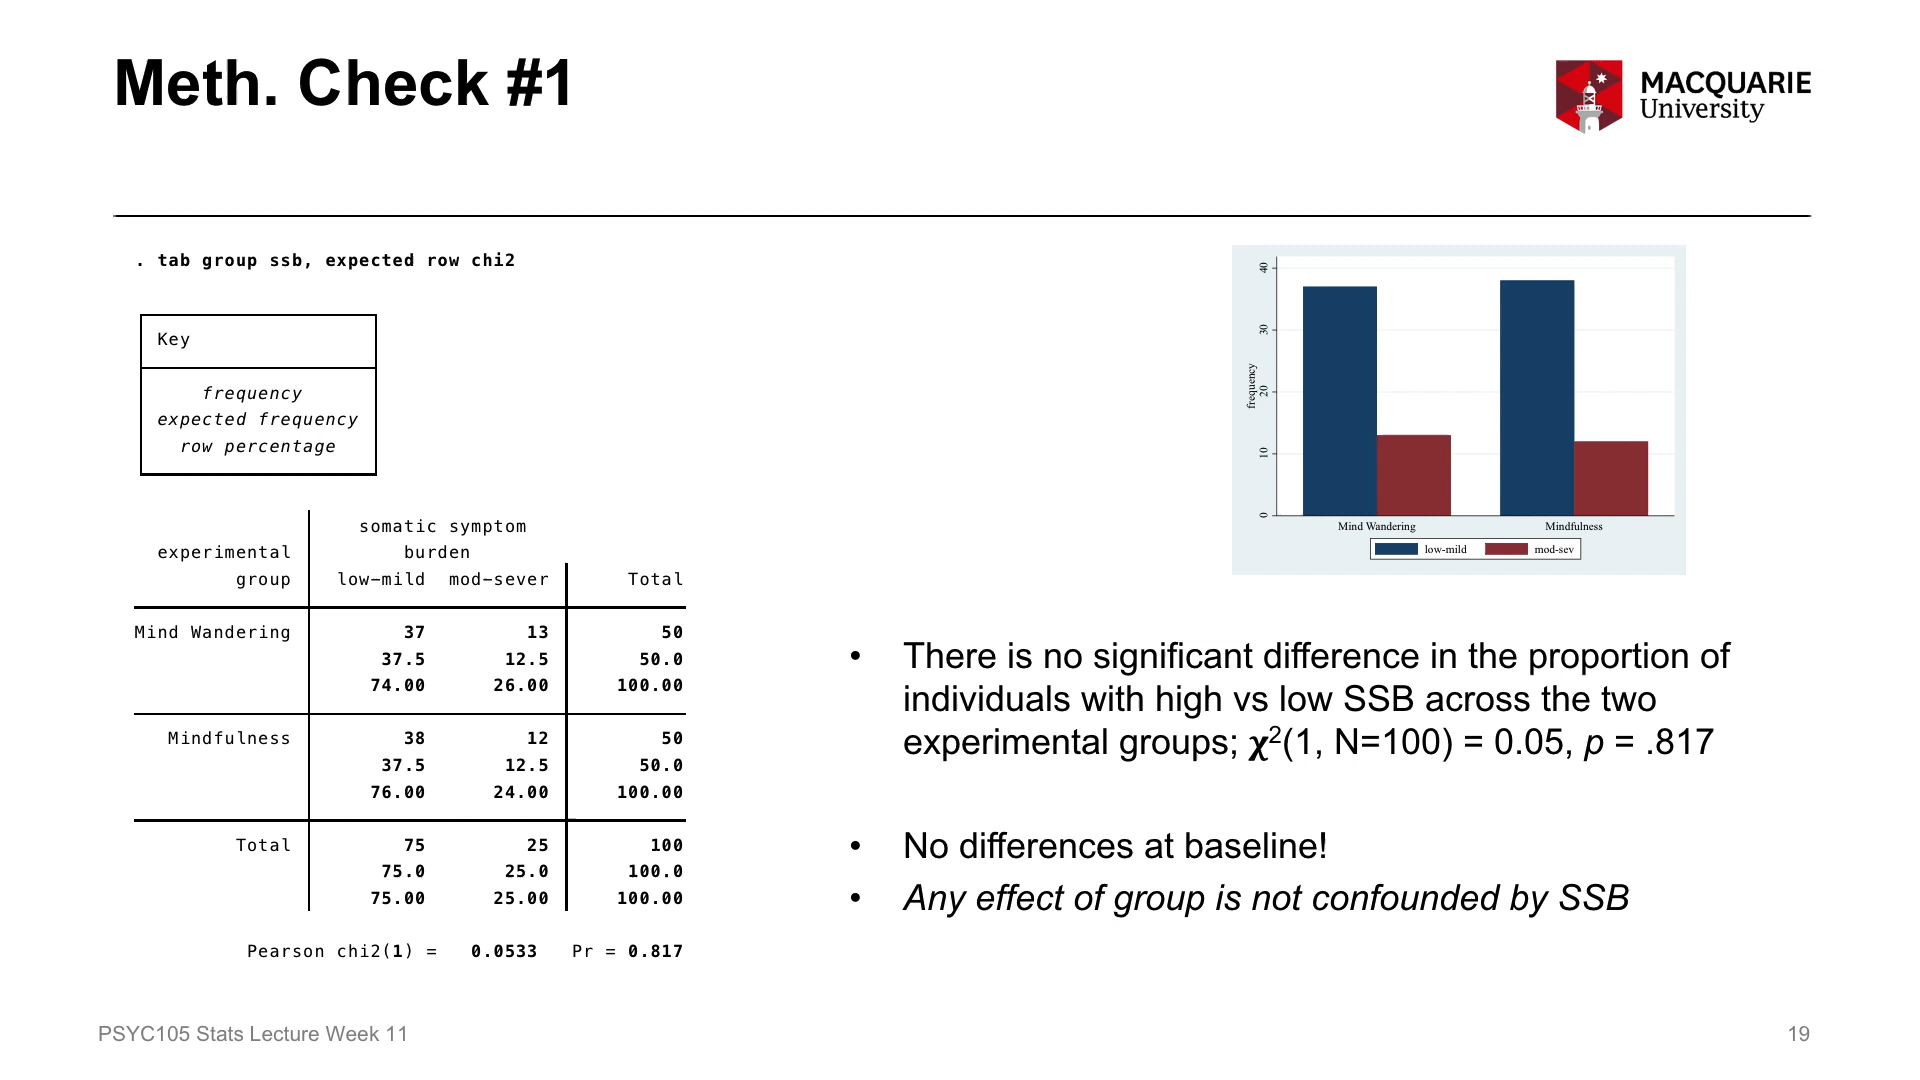 Meth. Check #1
MACQUARIE
University
. tab group ssb, expected row chi2
Key
frequency
expected frequency
row percentage
somatic symptom
experimental burden
group low-mild mod-sever Total
Mind Wandering 37 13 50
37.5 12.5 50.0
74.00 26.00 100.00
Mindfulness 38 12 50
37.5 12.5 50.0
76.00 24.00 100.00
Total 75 25 100
75.0 25.0 100.0
75.00 25.00 100.00
Pearson chi2(1) = 0.0533 Pr = 0.817
frequency
40
30
20
10
0
Mind Wandering Mindfulness
low-mild mod-sev
• There is no significant difference in the proportion of
individuals with high vs low SSB across the two
experimental groups; χ²(1, N=100) = 0.05, p = .817
• No differences at baseline!
• Any effect of group is not confounded by SSB
PSYC105 Stats Lecture Week 11
19